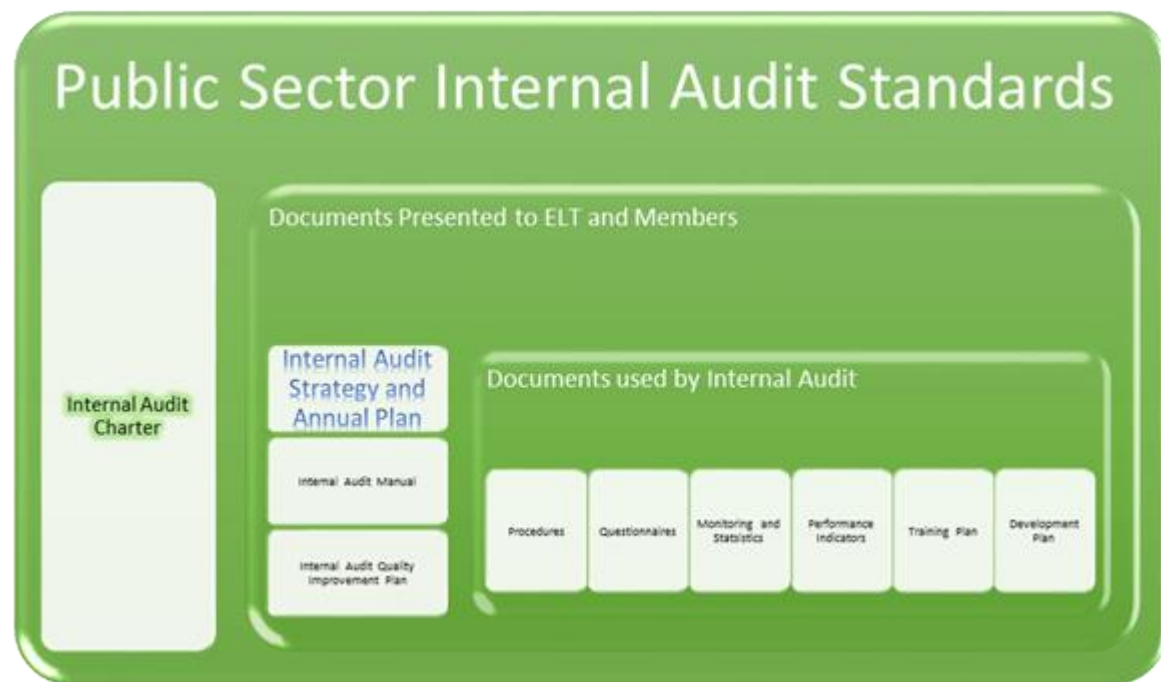 Public Sector Internal Audit Standards
Documents Presented to ELT and Members
Internal Audit
Charter
Internal Audit
Strategy and
Annual Plan
Internal Audit Manual
Internal Audit Quality
Improvement Plan
Documents used by Internal Audit
Procedures
Questionnaires
Monitoring and
Statsistics
Performance
Indicators
Training Plan
Development
Plan